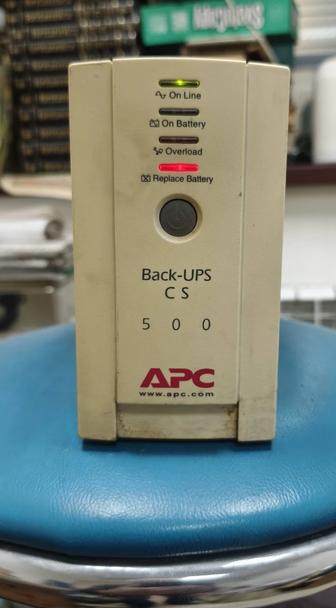 On Line
On Battery
Overload
Replace Battery
Back-UPS
CS
500
APC
www.apc.com